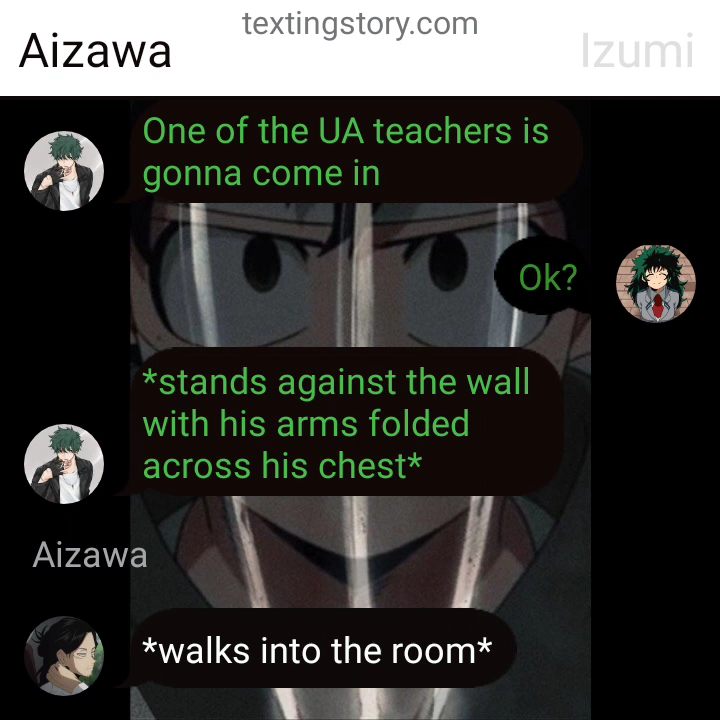 textingstory.com
Aizawa
Izumi
One of the UA teachers is
gonna come in
Ok?
*stands against the wall
with his arms folded
across his chest*
Aizawa
*walks into the room*